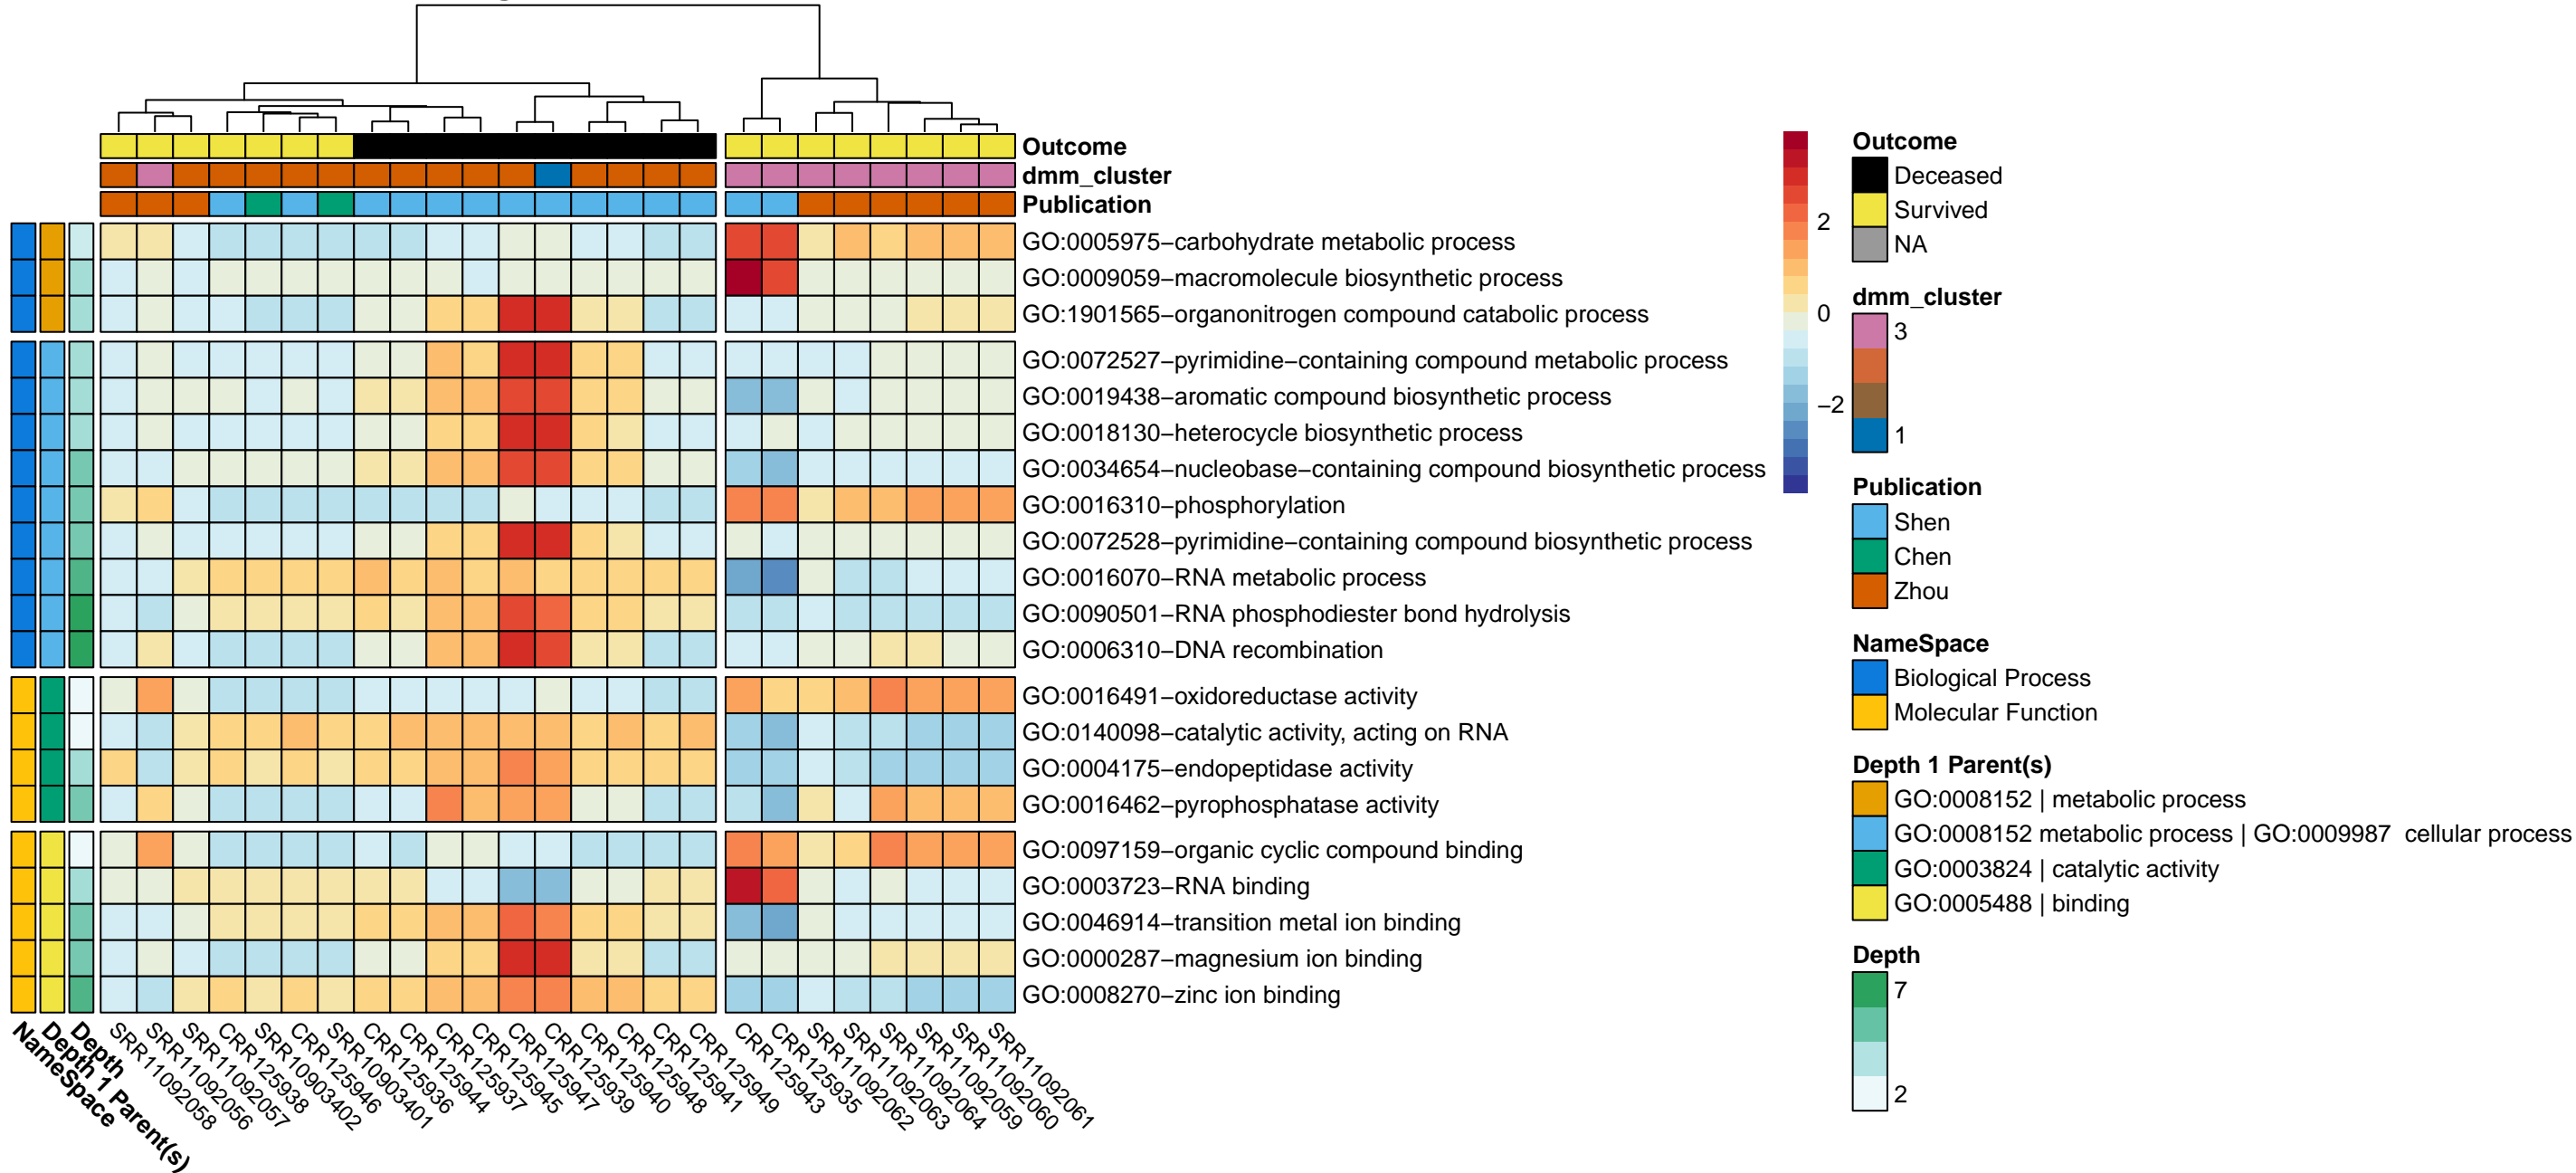 Outcome
dmm_cluster
Publication
GO:0005975−carbohydrate metabolic process
GO:0009059−macromolecule biosynthetic process
GO:1901565−organonitrogen compound catabolic process
GO:0072527−pyrimidine−containing compound metabolic process
GO:0019438−aromatic compound biosynthetic process
GO:0018130−heterocycle biosynthetic process
GO:0034654−nucleobase−containing compound biosynthetic process
GO:0016310−phosphorylation
GO:0072528−pyrimidine−containing compound biosynthetic process
GO:0016070−RNA metabolic process
GO:0090501−RNA phosphodiester bond hydrolysis
GO:0006310−DNA recombination
GO:0016491−oxidoreductase activity
GO:0140098−catalytic activity, acting on RNA
GO:0004175−endopeptidase activity
GO:0016462−pyrophosphatase activity
GO:0097159−organic cyclic compound binding
GO:0003723−RNA binding
GO:0046914−transition metal ion binding
GO:0000287−magnesium ion binding
GO:0008270−zinc ion binding
NameSpace
Depth 1 Parent(s)
Depth
SRR11092058
SRR11092056
SRR11092057
CRR125938
SRR10903402
CRR125946
SRR10903401
CRR125936
CRR125944
CRR125937
CRR125945
CRR125947
CRR125939
CRR125940
CRR125948
CRR125941
CRR125949
CRR125943
CRR125935
SRR11092062
SRR11092063
SRR11092064
SRR11092059
SRR11092060
SRR11092061
2
0
−2
Outcome
Deceased
Survived
NA
dmm_cluster
3
1
Publication
Shen
Chen
Zhou
NameSpace
Biological Process
Molecular Function
Depth 1 Parent(s)
GO:0008152 | metabolic process
GO:0008152 metabolic process | GO:0009987  cellular process
GO:0003824 | catalytic activity
GO:0005488 | binding
Depth
7
2